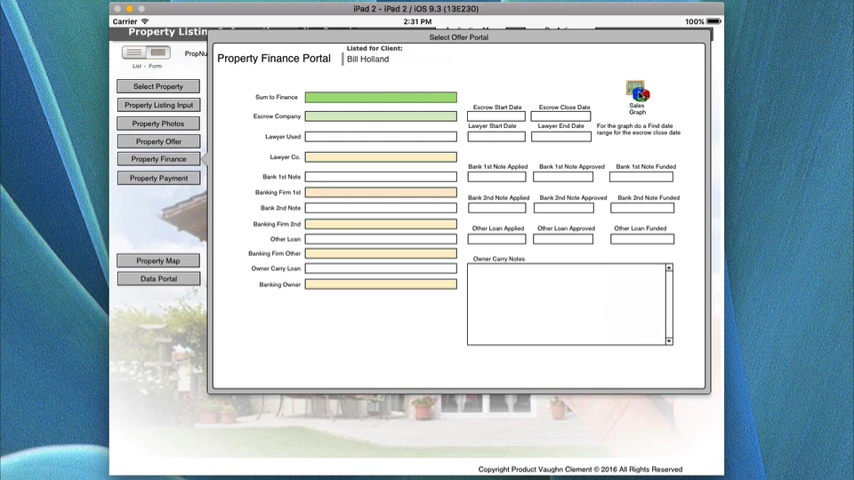 iPad 2 - iPad 2 / iOS 9.3 (13E230)
Carrier 2:31 PM 100%
Property Listin
Select Offer Portal
List - Form
PropNu
Property Finance Portal
Listed for Client:
Bill Holland
Select Property
Property Listing Input
Property Photos
Property Offer
Property Finance
Property Payment
Property Map
Data Portal
Sum to Finance
Escrow Company
Lawyer Used
Lawyer Co.
Bank 1st Note
Banking Firm 1st
Bank 2nd Note
Banking Firm 2nd
Other Loan
Banking Firm Other
Owner Carry Loan
Banking Owner
Escrow Start Date Escrow Close Date
Lawyer Start Date Lawyer End Date
Sales
Graph
For the graph do a Find date
range for the escrow close date
Bank 1st Note Applied Bank 1st Note Approved Bank 1st Note Funded
Bank 2nd Note Applied Bank 2nd Note Approved Bank 2nd Note Funded
Other Loan Applied Other Loan Approved Other Loan Funded
Owner Carry Notes
Copyright Product Vaughn Clement © 2016 All Rights Reserved